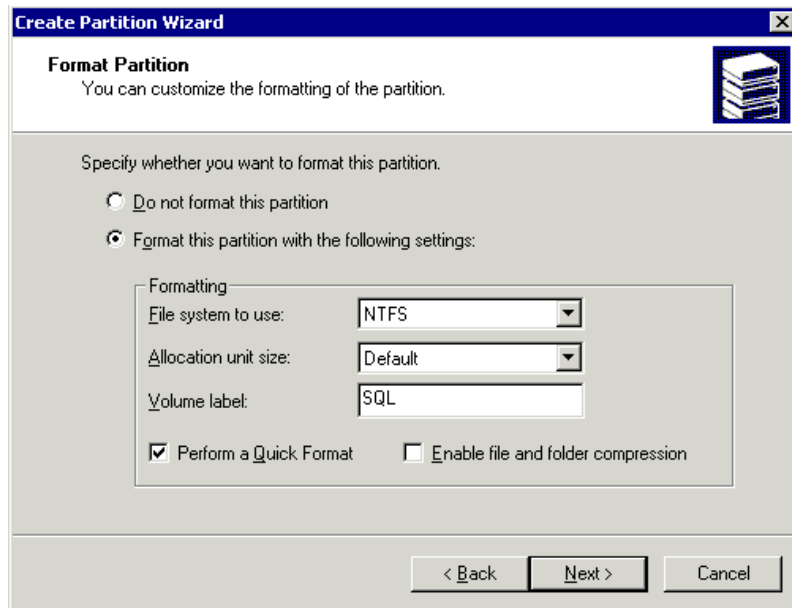 Create Partition Wizard
Format Partition
You can customize the formatting of the partition.
Specify whether you want to format this partition.
Do not format this partition
Format this partition with the following settings:
Formatting
File system to use: NTFS
Allocation unit size: Default
Volume label: SQL
Perform a Quick Format Enable file and folder compression
< Back Next > Cancel